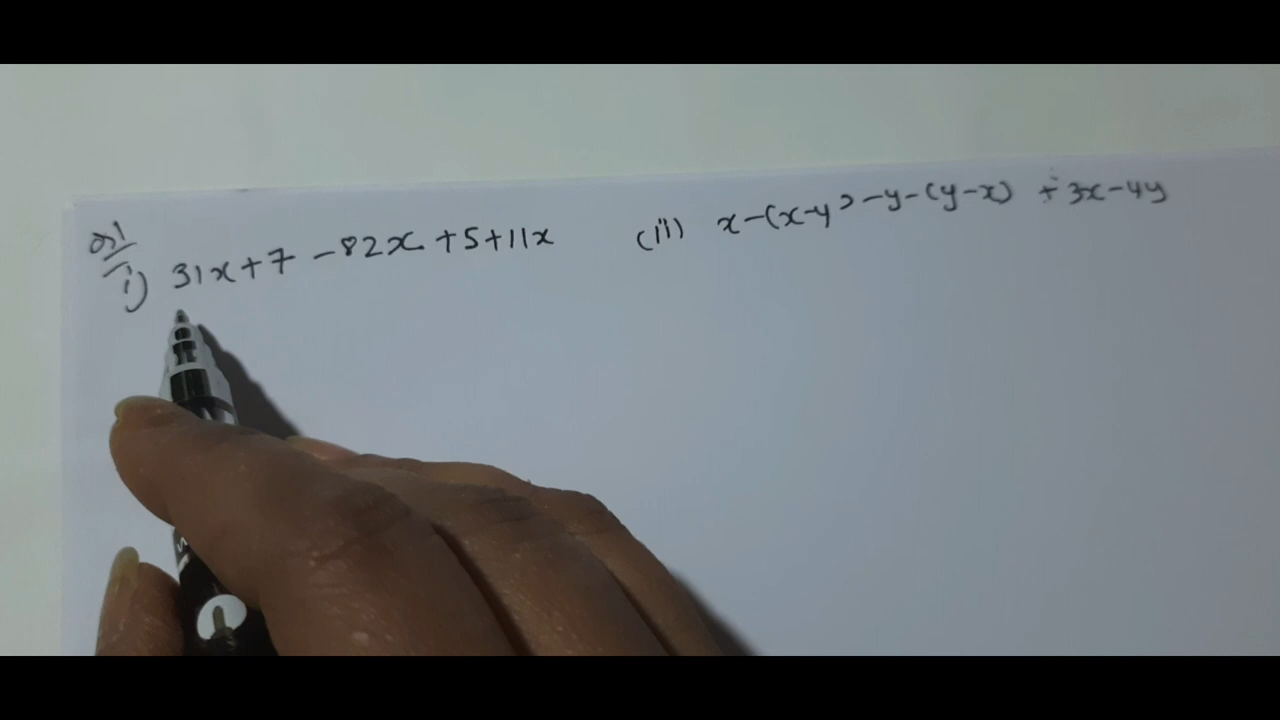 Q1
i) 31x+7 -82x +5+11x (ii) x-(x-y)-y-(y-x) +3x-4y